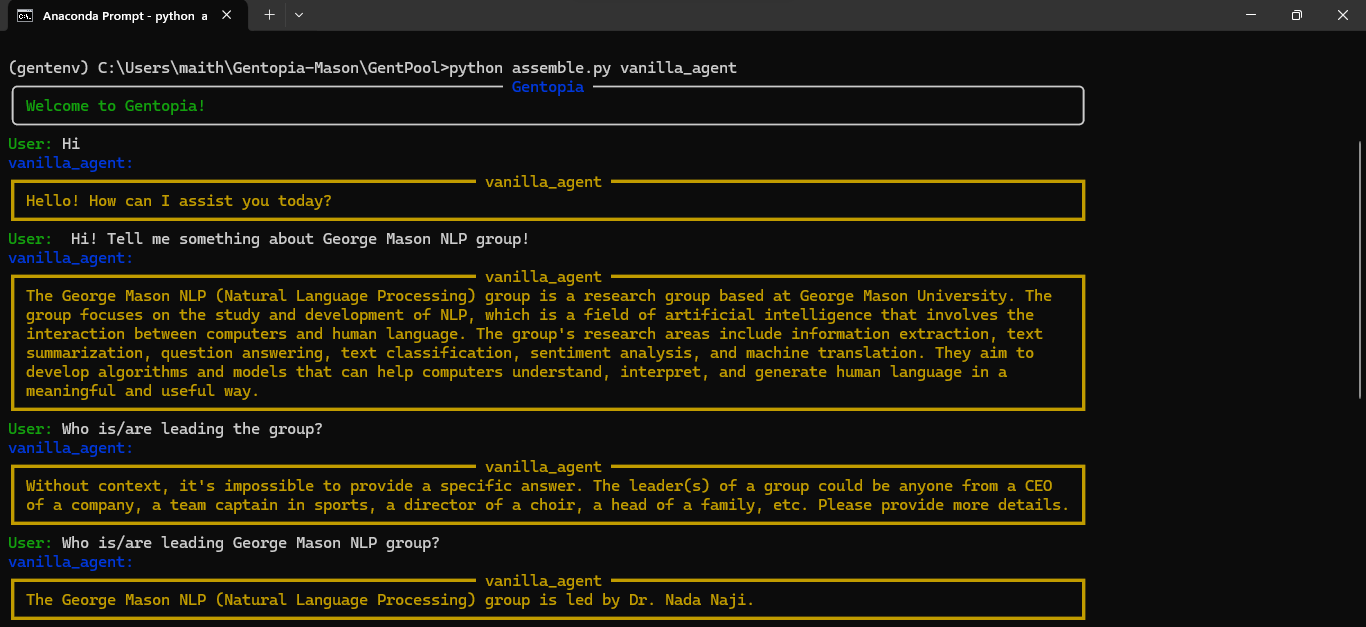 Anaconda Prompt - python a
(gentenv) C:\Users\maith\Gentopia-Mason\GentPool>python assemble.py vanilla_agent
Gentopia
Welcome to Gentopia!
User: Hi
vanilla_agent:
vanilla_agent
Hello! How can I assist you today?
User:  Hi! Tell me something about George Mason NLP group!
vanilla_agent:
vanilla_agent
The George Mason NLP (Natural Language Processing) group is a research group based at George Mason University. The
group focuses on the study and development of NLP, which is a field of artificial intelligence that involves the
interaction between computers and human language. The group's research areas include information extraction, text
summarization, question answering, text classification, sentiment analysis, and machine translation. They aim to
develop algorithms and models that can help computers understand, interpret, and generate human language in a
meaningful and useful way.
User: Who is/are leading the group?
vanilla_agent:
vanilla_agent
Without context, it's impossible to provide a specific answer. The leader(s) of a group could be anyone from a CEO
of a company, a team captain in sports, a director of a choir, a head of a family, etc. Please provide more details.
User: Who is/are leading George Mason NLP group?
vanilla_agent:
vanilla_agent
The George Mason NLP (Natural Language Processing) group is led by Dr. Nada Naji.